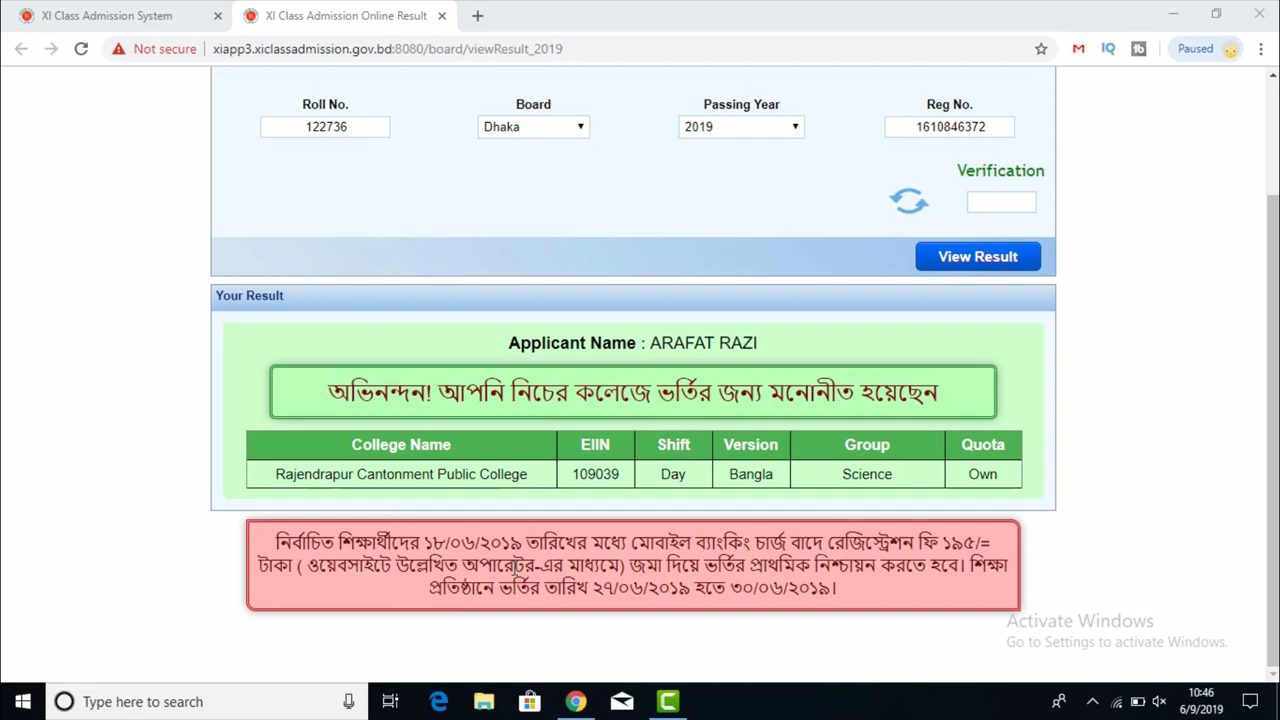 XI Class Admission System
XI Class Admission Online Result
Not secure
xiapp3.xiclassadmission.gov.bd:8080/board/viewResult_2019
M IQ tb Paused
Roll No. Board Passing Year Reg No.
122736 Dhaka 2019 1610846372
Verification
View Result
Your Result
Applicant Name : ARAFAT RAZI
অভিনন্দন! আপনি নিচের কলেজে ভর্তির জন্য মনোনীত হয়েছেন
College Name EIIN Shift Version Group Quota
Rajendrapur Cantonment Public College 109039 Day Bangla Science Own
নির্বাচিত শিক্ষার্থীদের ১৮/০৬/২০১৯ তারিখের মধ্যে মোবাইল ব্যাংকিং চার্জ বাদে রেজিস্ট্রেশন ফি ১৯৫/=
টাকা ( ওয়েবসাইটে উল্লেখিত অপারেটর-এর মাধ্যমে) জমা দিয়ে ভর্তির প্রাথমিক নিশ্চায়ন করতে হবে। শিক্ষা
প্রতিষ্ঠানে ভর্তির তারিখ ২৭/০৬/২০১৯ হতে ৩০/০৬/২০১৯।
Activate Windows
Go to Settings to activate Windows.
Type here to search
10:46
6/9/2019